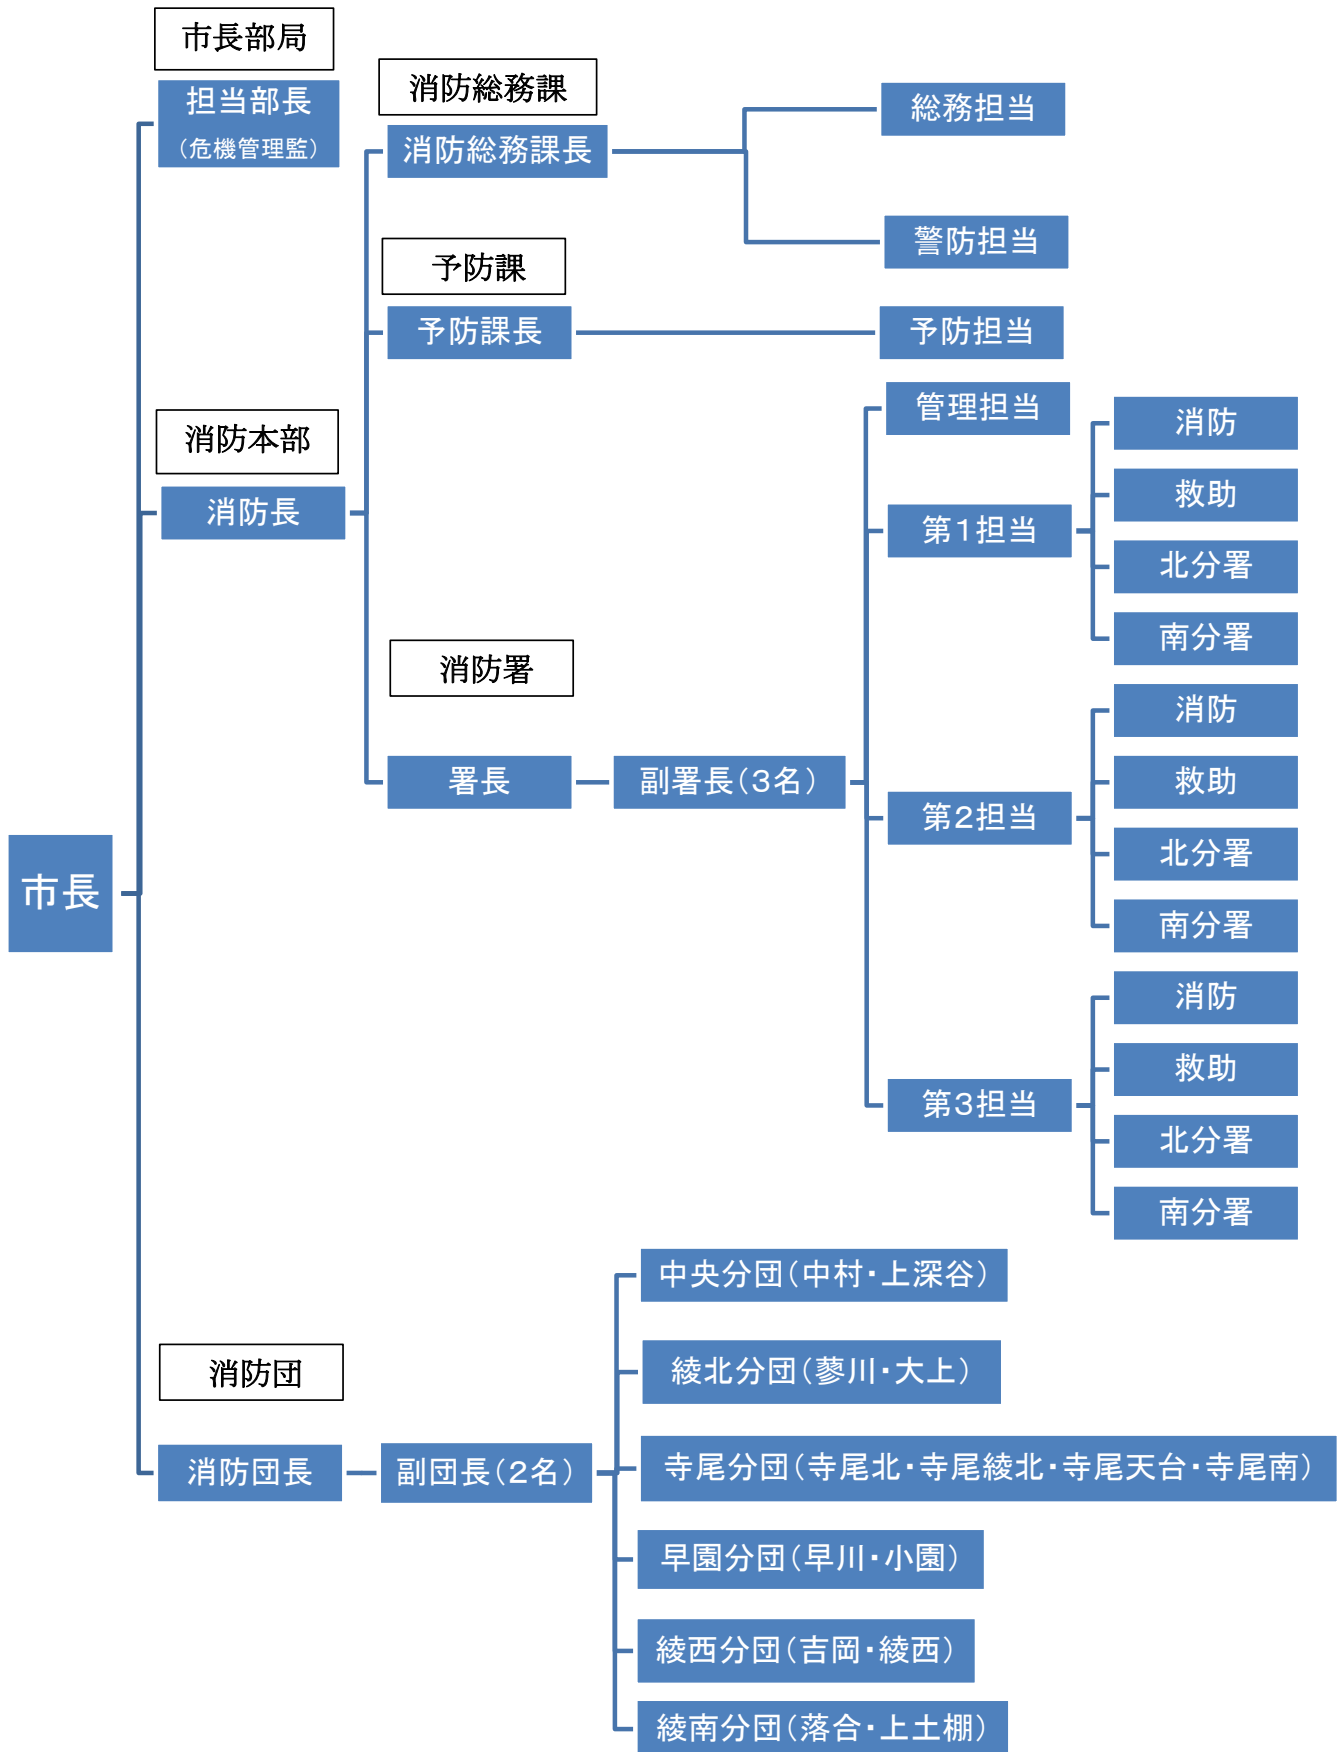 市長部局
担当部長
（危機管理監）
消防総務課
消防総務課長
総務担当
警防担当
予防課
予防課長
予防担当
消防本部
消防長
消防署
署長
副署長（3名）
管理担当
第1担当
消防
救助
北分署
南分署
第2担当
消防
救助
北分署
南分署
第3担当
消防
救助
北分署
南分署
市長
消防団
消防団長
副団長（2名）
中央分団（中村・上深谷）
綾北分団（蓼川・大上）
寺尾分団（寺尾北・寺尾綾北・寺尾天台・寺尾南）
早園分団（早川・小園）
綾西分団（吉岡・綾西）
綾南分団（落合・上土棚）